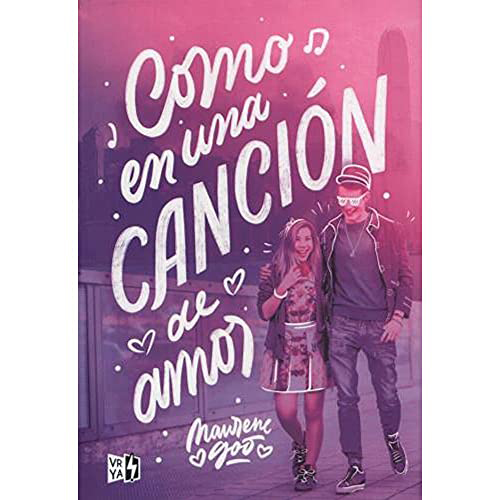 Como
en una
CANCIÓN
de
amor
Maurene
goo
VR
YA